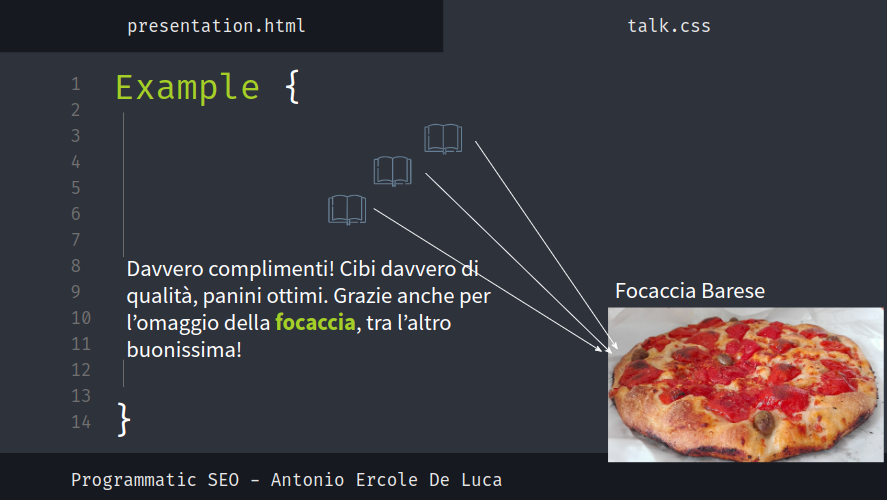 presentation.html
talk.css
1
Example {
2
3
4
5
6
7
8
Davvero complimenti! Cibi davvero di
9
qualità, panini ottimi. Grazie anche per
10
l’omaggio della focaccia, tra l’altro
11
buonissima!
12
13
14
}
Focaccia Barese
Programmatic SEO - Antonio Ercole De Luca